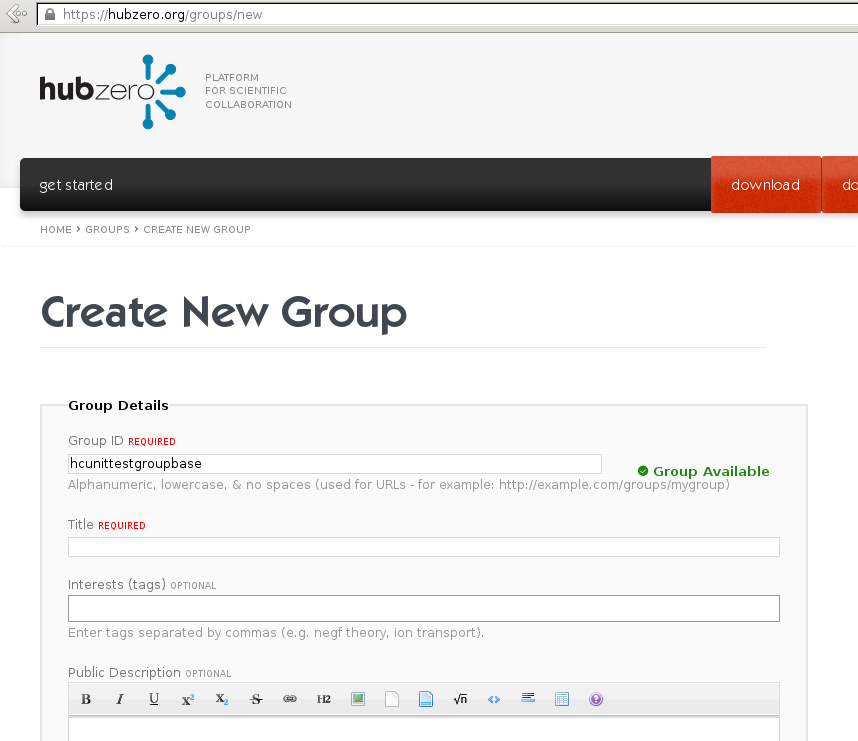 https://hubzero.org/groups/new
hubzero
PLATFORM
FOR SCIENTIFIC
COLLABORATION
get started
download
do
HOME › GROUPS › CREATE NEW GROUP
Create New Group
Group Details
Group ID REQUIRED
hcunittestgroupbase
Group Available
Alphanumeric, lowercase, & no spaces (used for URLs - for example: http://example.com/groups/mygroup)
Title REQUIRED
Interests (tags) OPTIONAL
Enter tags separated by commas (e.g. negf theory, ion transport).
Public Description OPTIONAL
B I U x² X₂ S H2 √n <> ?